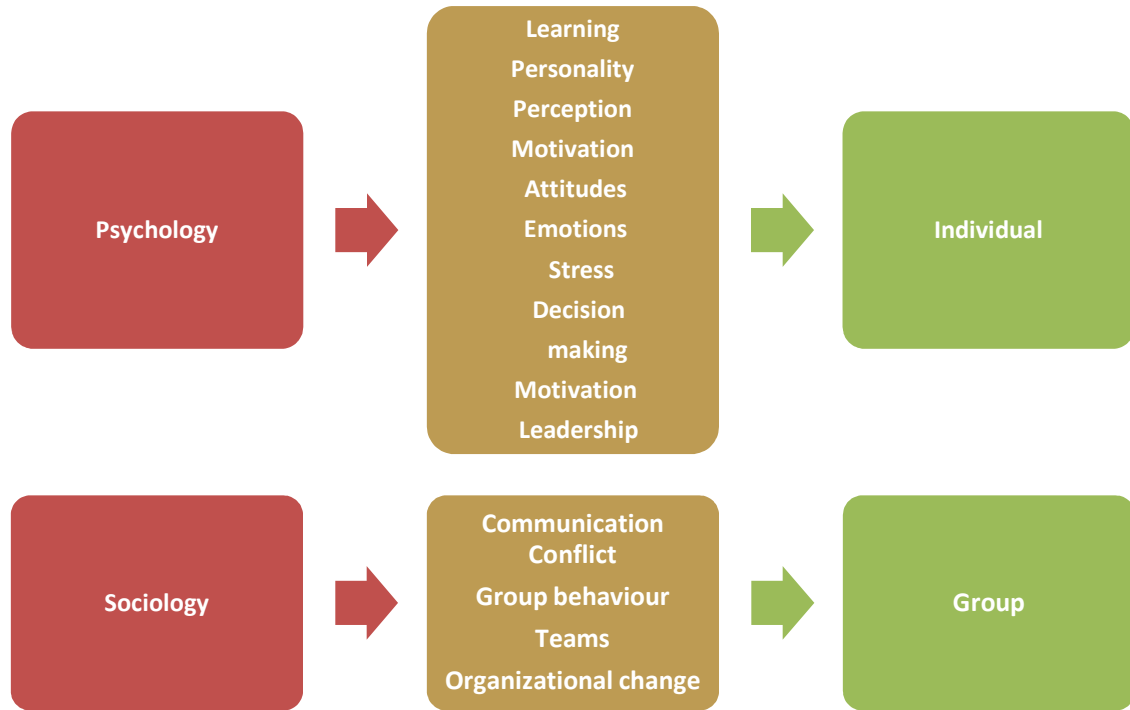 Psychology
Learning
Personality
Perception
Motivation
Attitudes
Emotions
Stress
Decision
making
Motivation
Leadership
Individual
Sociology
Communication
Conflict
Group behaviour
Teams
Organizational change
Group